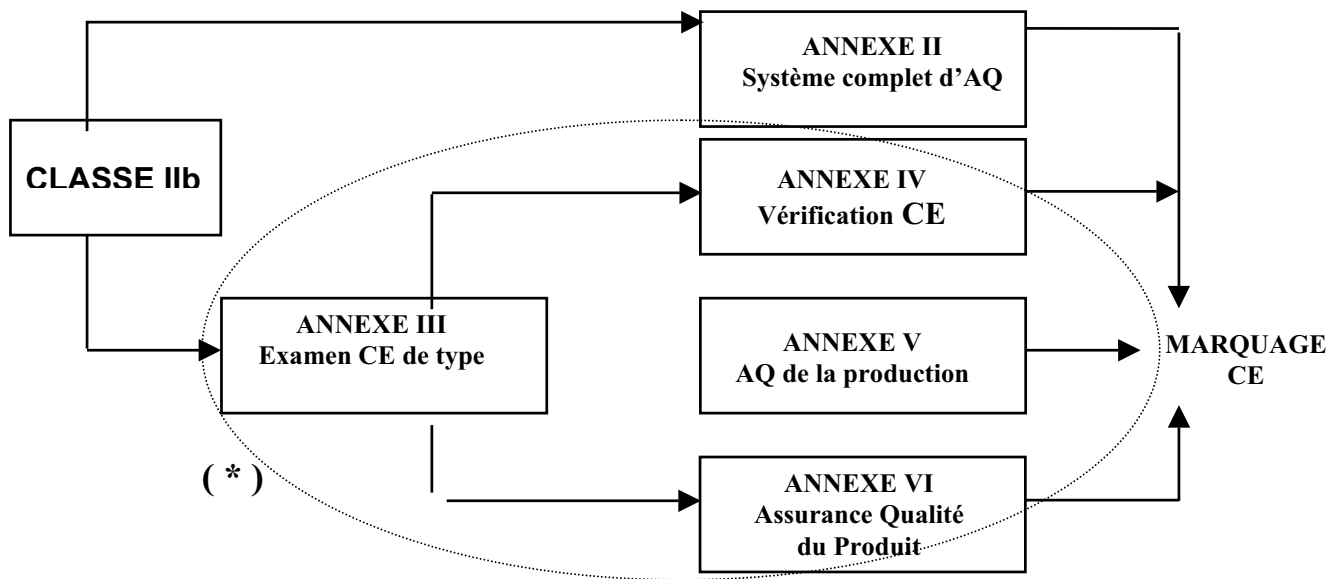 ANNEXE II
Système complet d'AQ
CLASSE IIb
ANNEXE IV
Vérification CE
ANNEXE III
Examen CE de type
ANNEXE V
AQ de la production
MARQUAGE
CE
( * )
ANNEXE VI
Assurance Qualité
du Produit